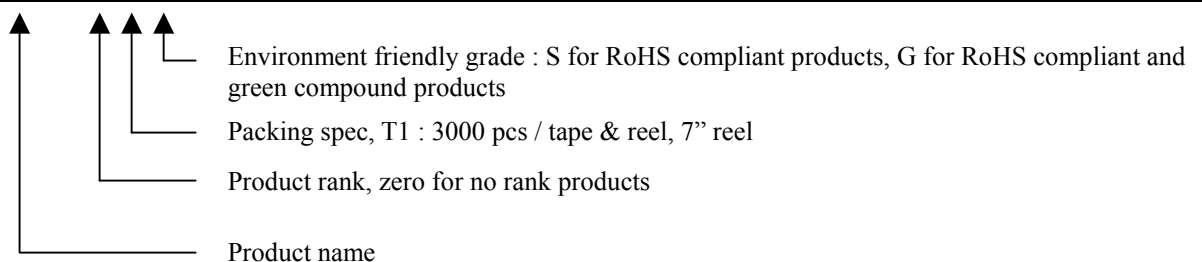 Environment friendly grade : S for RoHS compliant products, G for RoHS compliant and
green compound products
Packing spec, T1 : 3000 pcs / tape & reel, 7” reel
Product rank, zero for no rank products
Product name